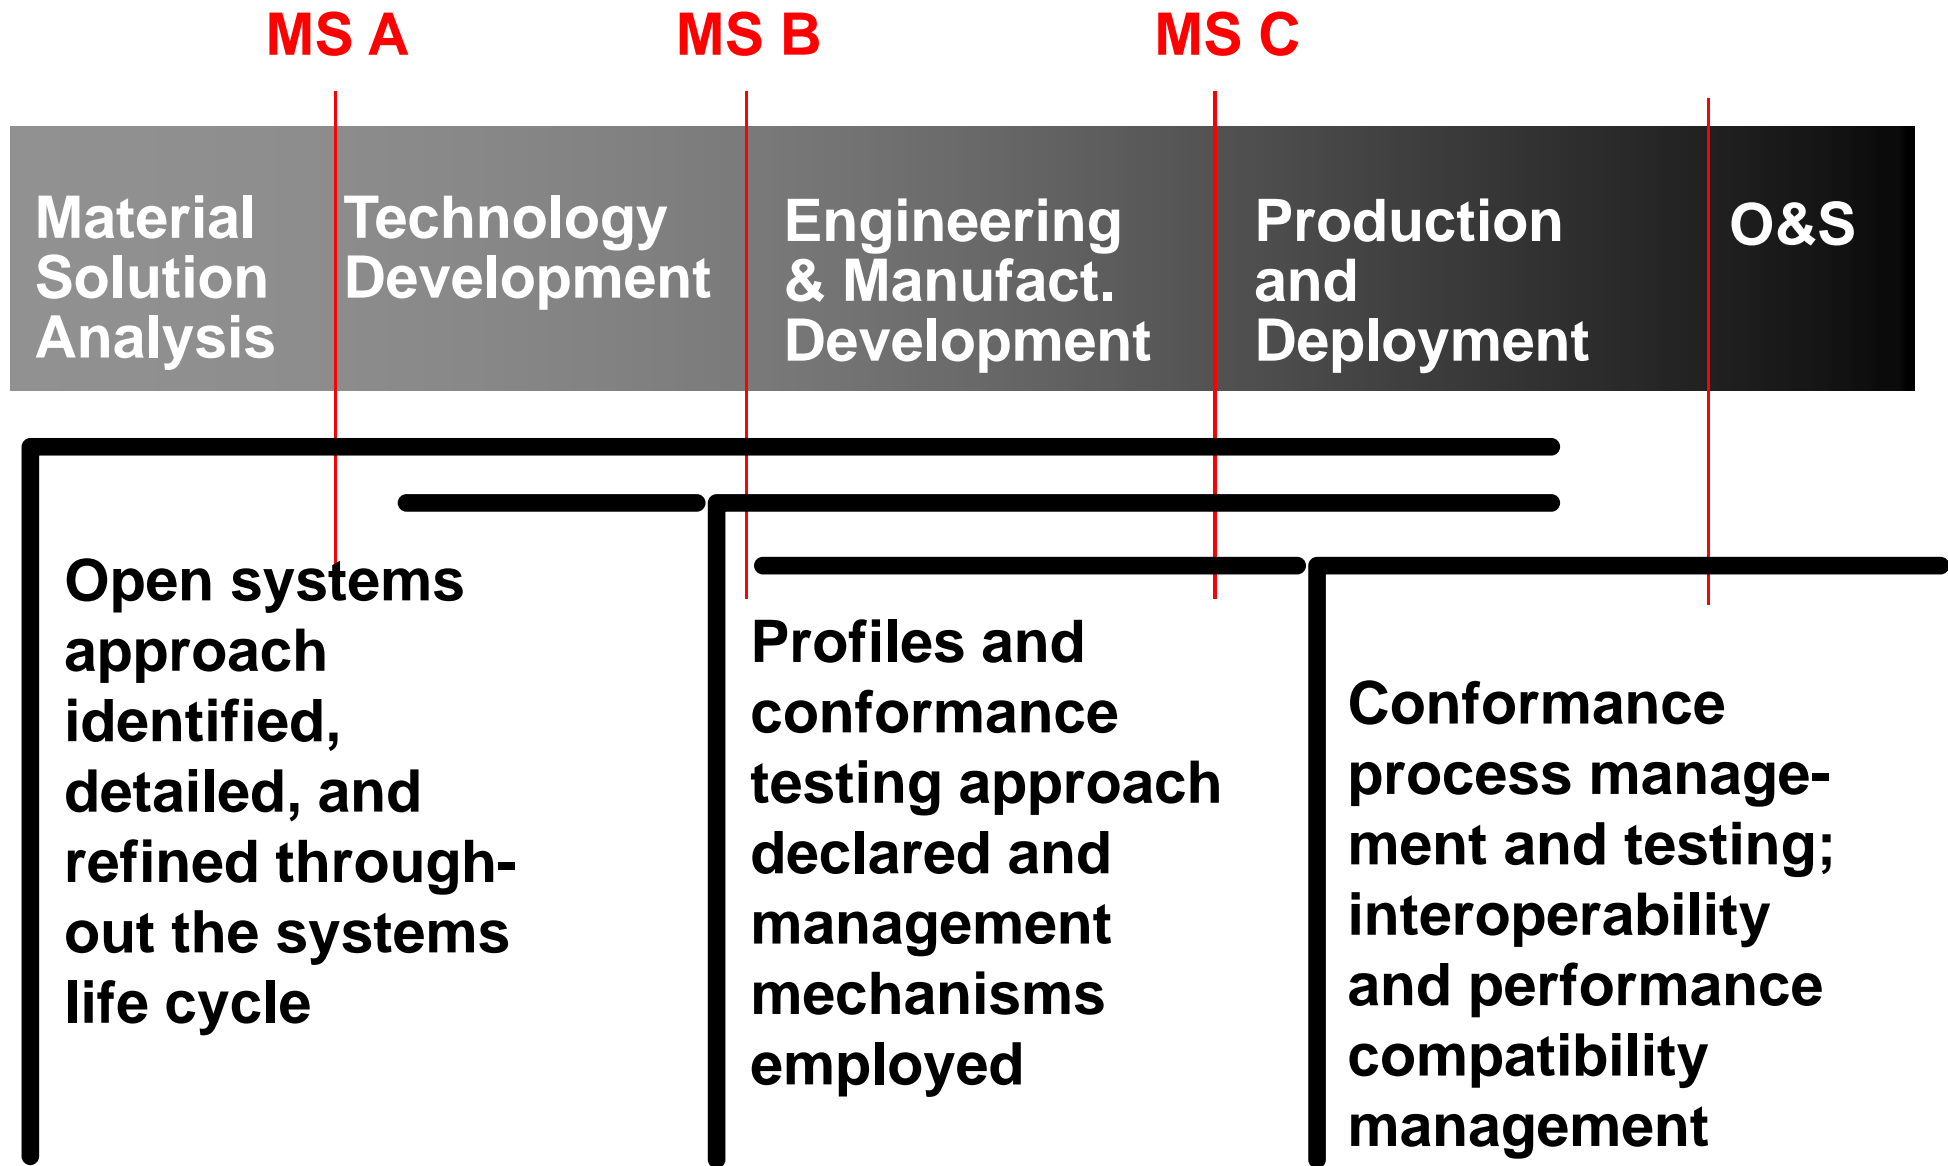 MS A
MS B
MS C
Material
Solution
Analysis
Technology
Development
Engineering
& Manufact.
Development
Production
and
Deployment
O&S
Open systems
approach
identified,
detailed, and
refined through-
out the systems
life cycle
Profiles and
conformance
testing approach
declared and
management
mechanisms
employed
Conformance
process manage-
ment and testing;
interoperability
and performance
compatibility
management